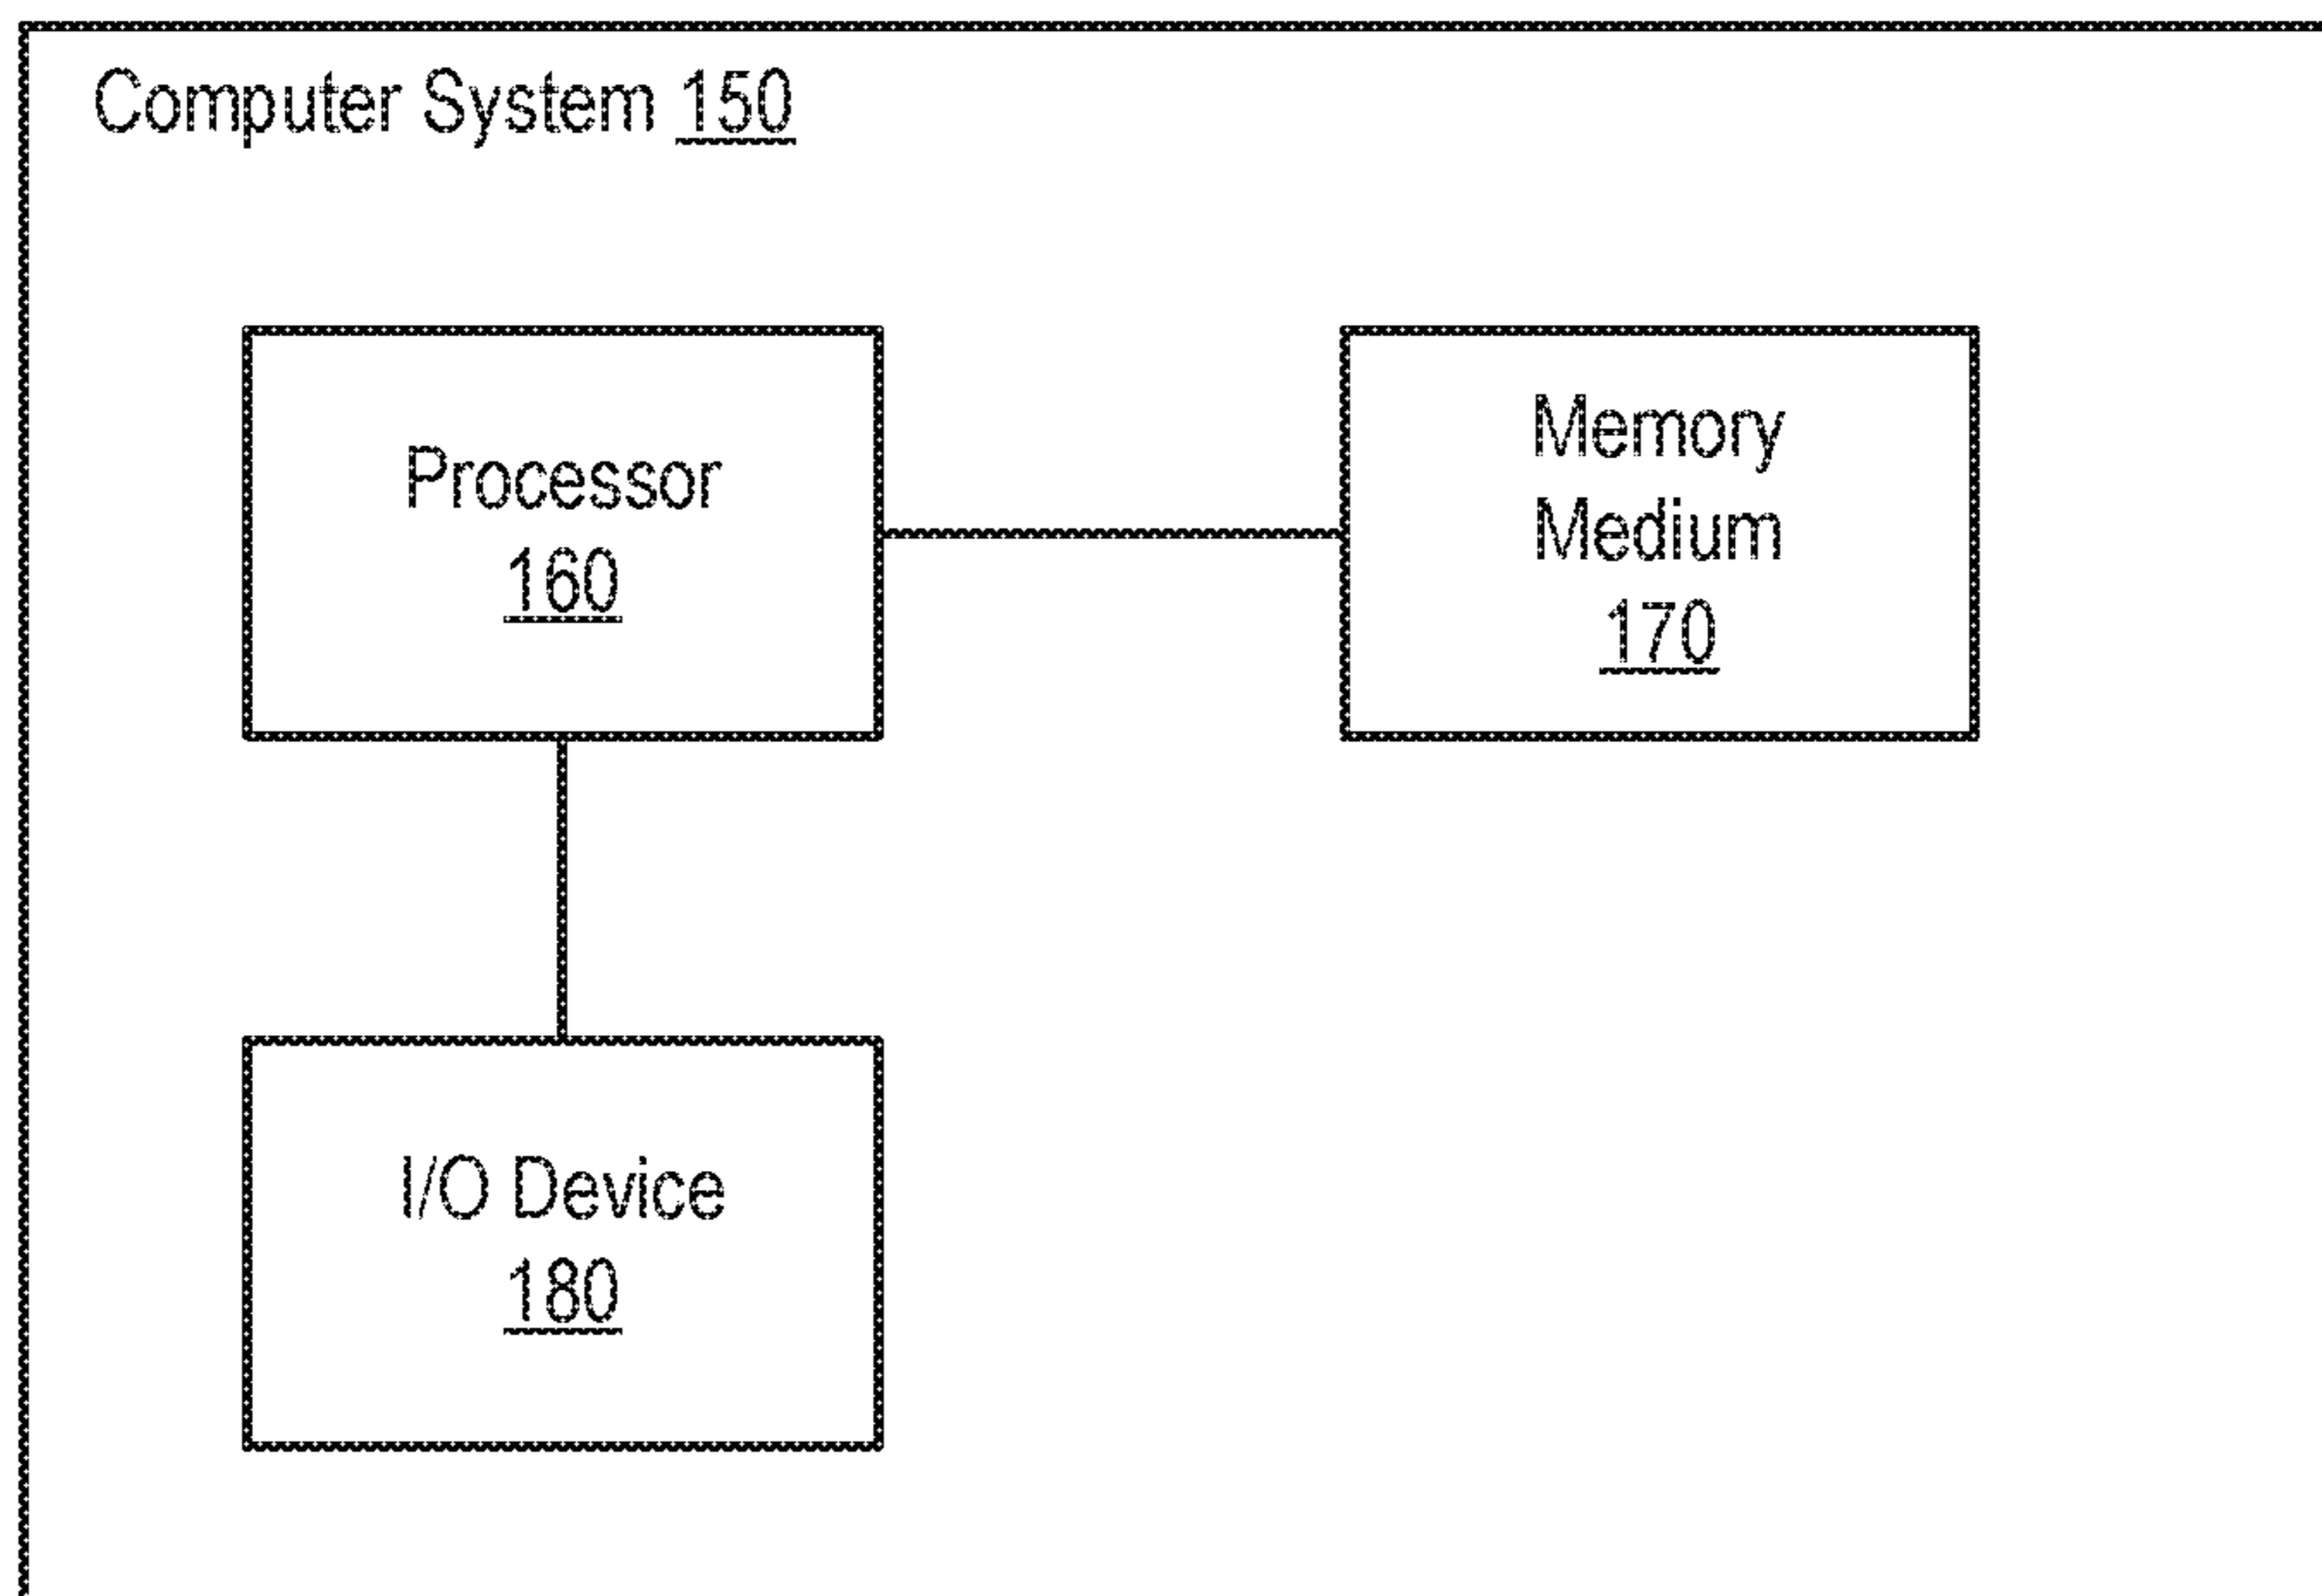 Computer System 150
Processor
160
Memory
Medium
170
I/O Device
180